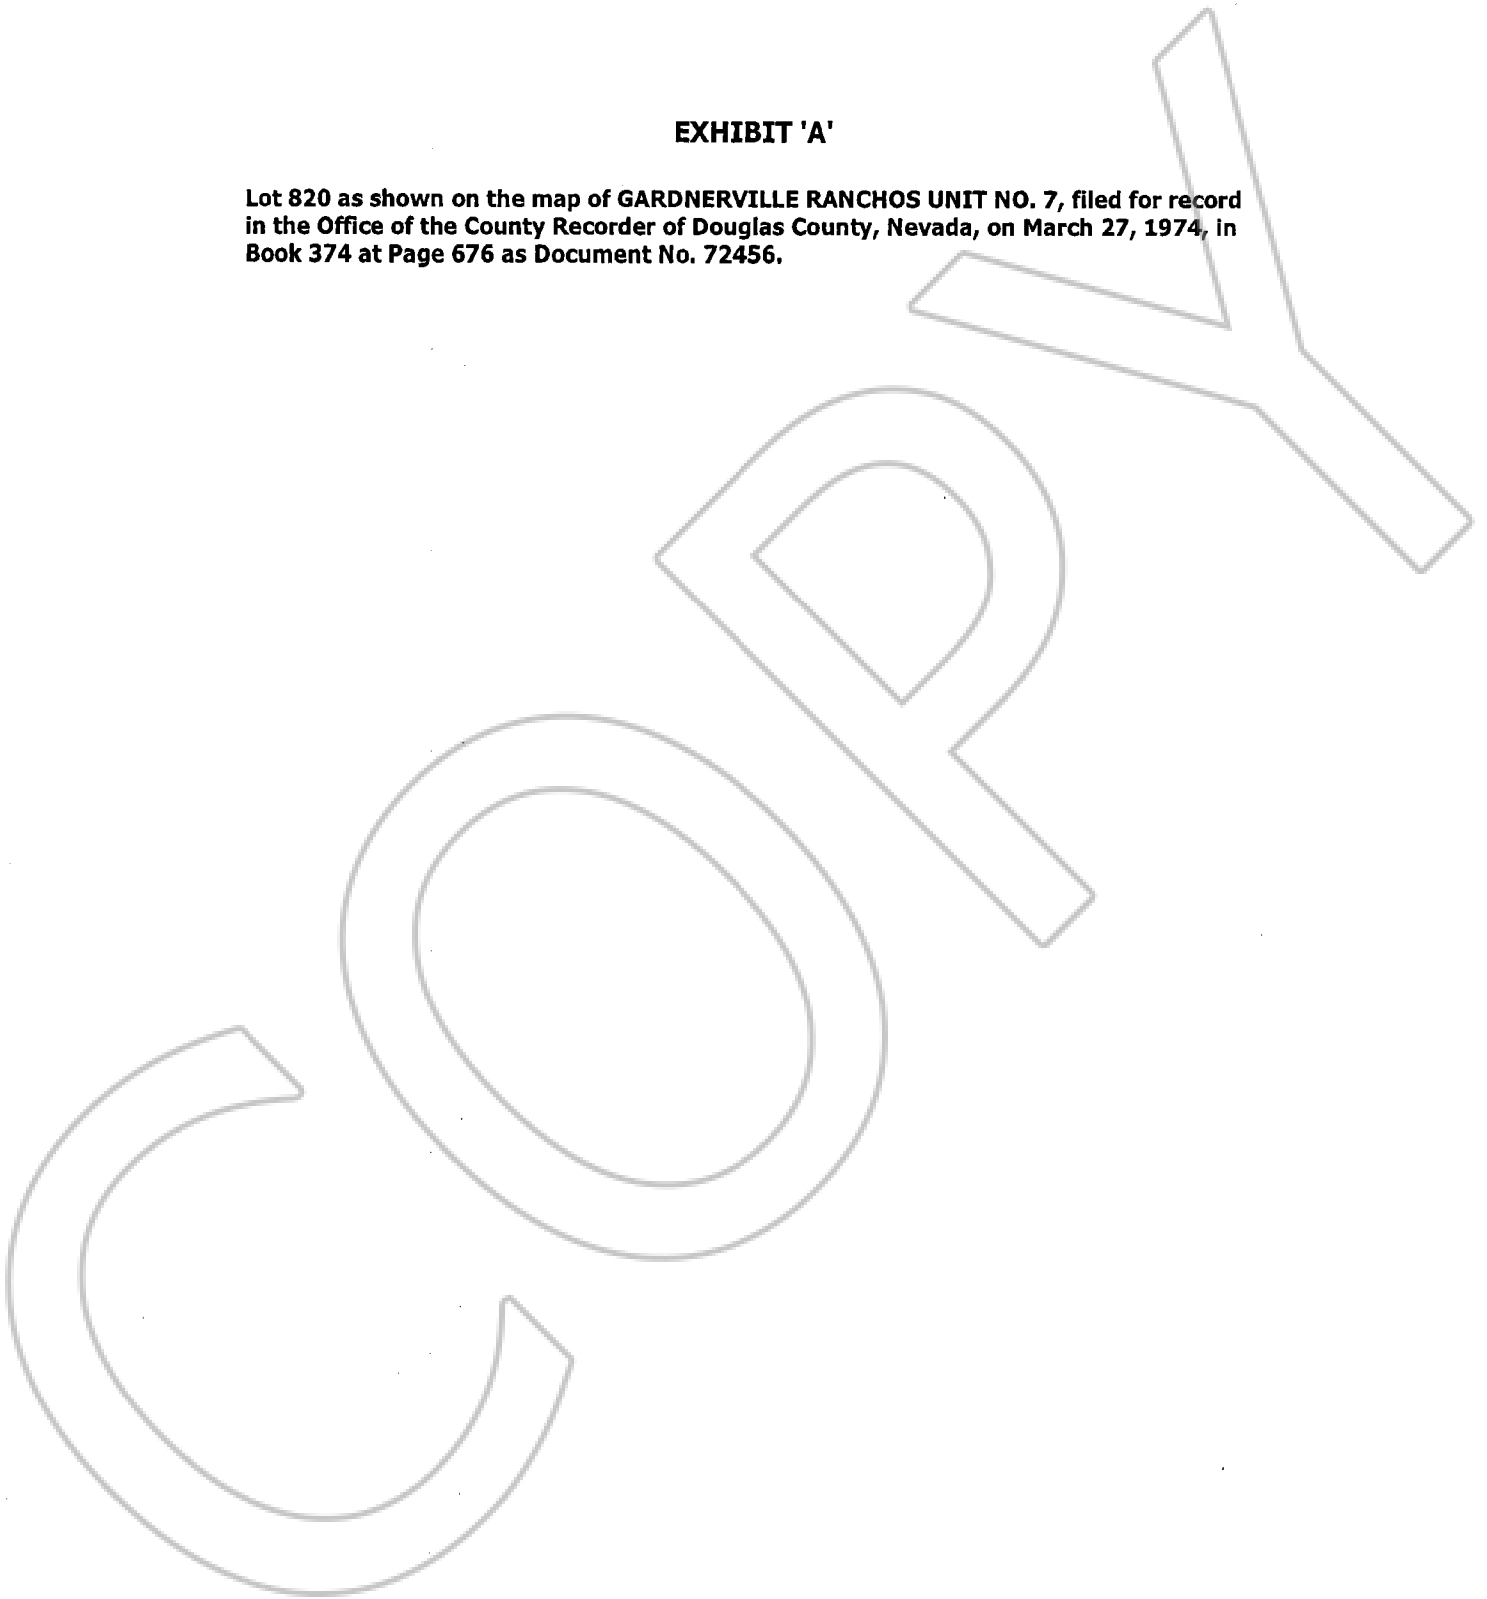 EXHIBIT 'A'
Lot 820 as shown on the map of GARDNERVILLE RANCHOS UNIT NO. 7, filed for record
in the Office of the County Recorder of Douglas County, Nevada, on March 27, 1974, in
Book 374 at Page 676 as Document No. 72456.
COPY